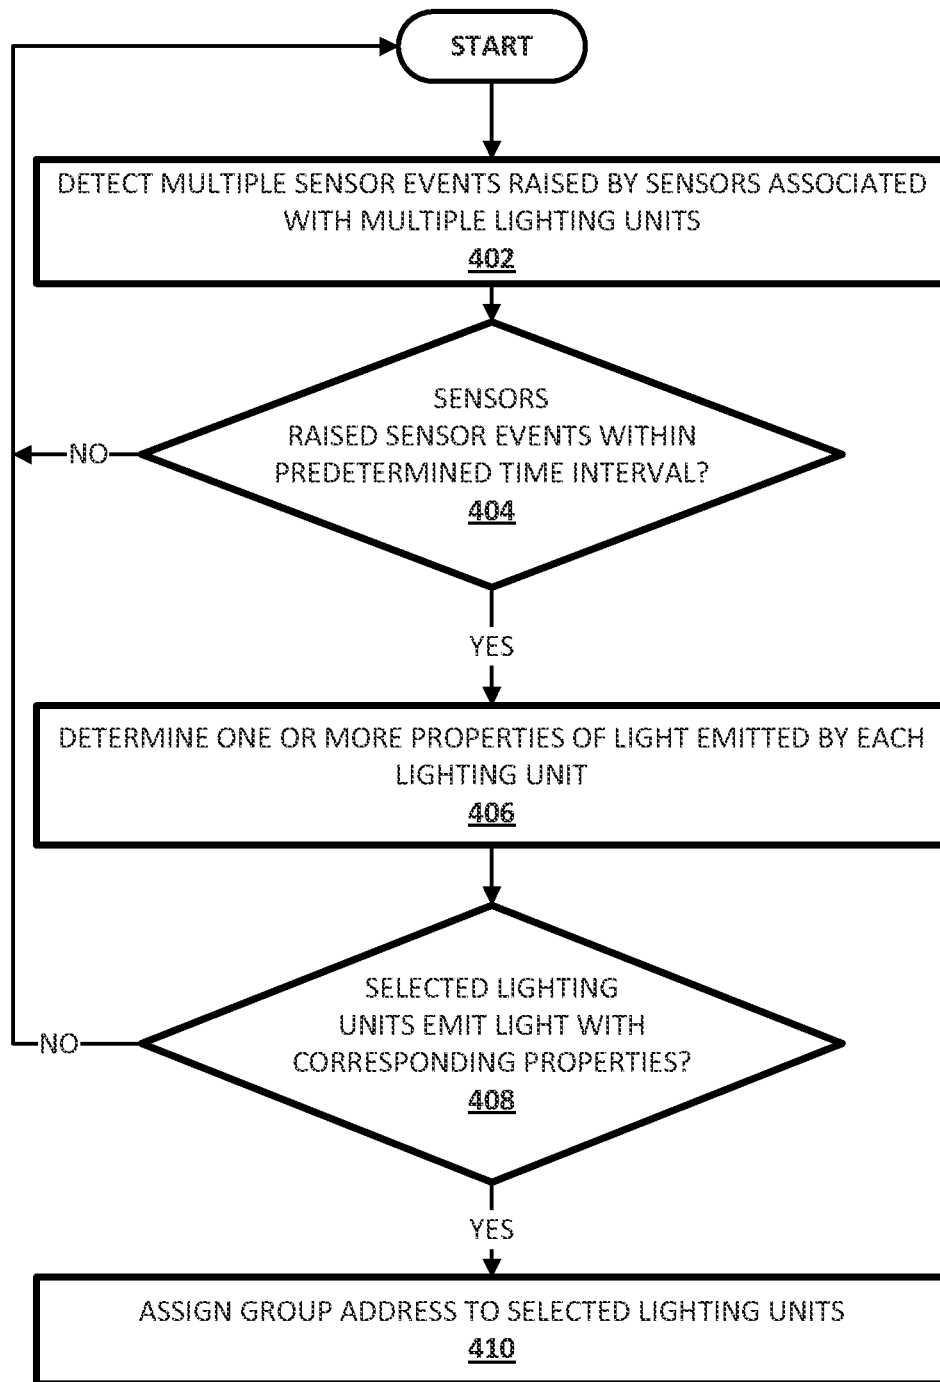 START
DETECT MULTIPLE SENSOR EVENTS RAISED BY SENSORS ASSOCIATED
WITH MULTIPLE LIGHTING UNITS
402
SENSORS
RAISED SENSOR EVENTS WITHIN
PREDETERMINED TIME INTERVAL?
404
NO
YES
DETERMINE ONE OR MORE PROPERTIES OF LIGHT EMITTED BY EACH
LIGHTING UNIT
406
SELECTED LIGHTING
UNITS EMIT LIGHT WITH
CORRESPONDING PROPERTIES?
408
NO
YES
ASSIGN GROUP ADDRESS TO SELECTED LIGHTING UNITS
410